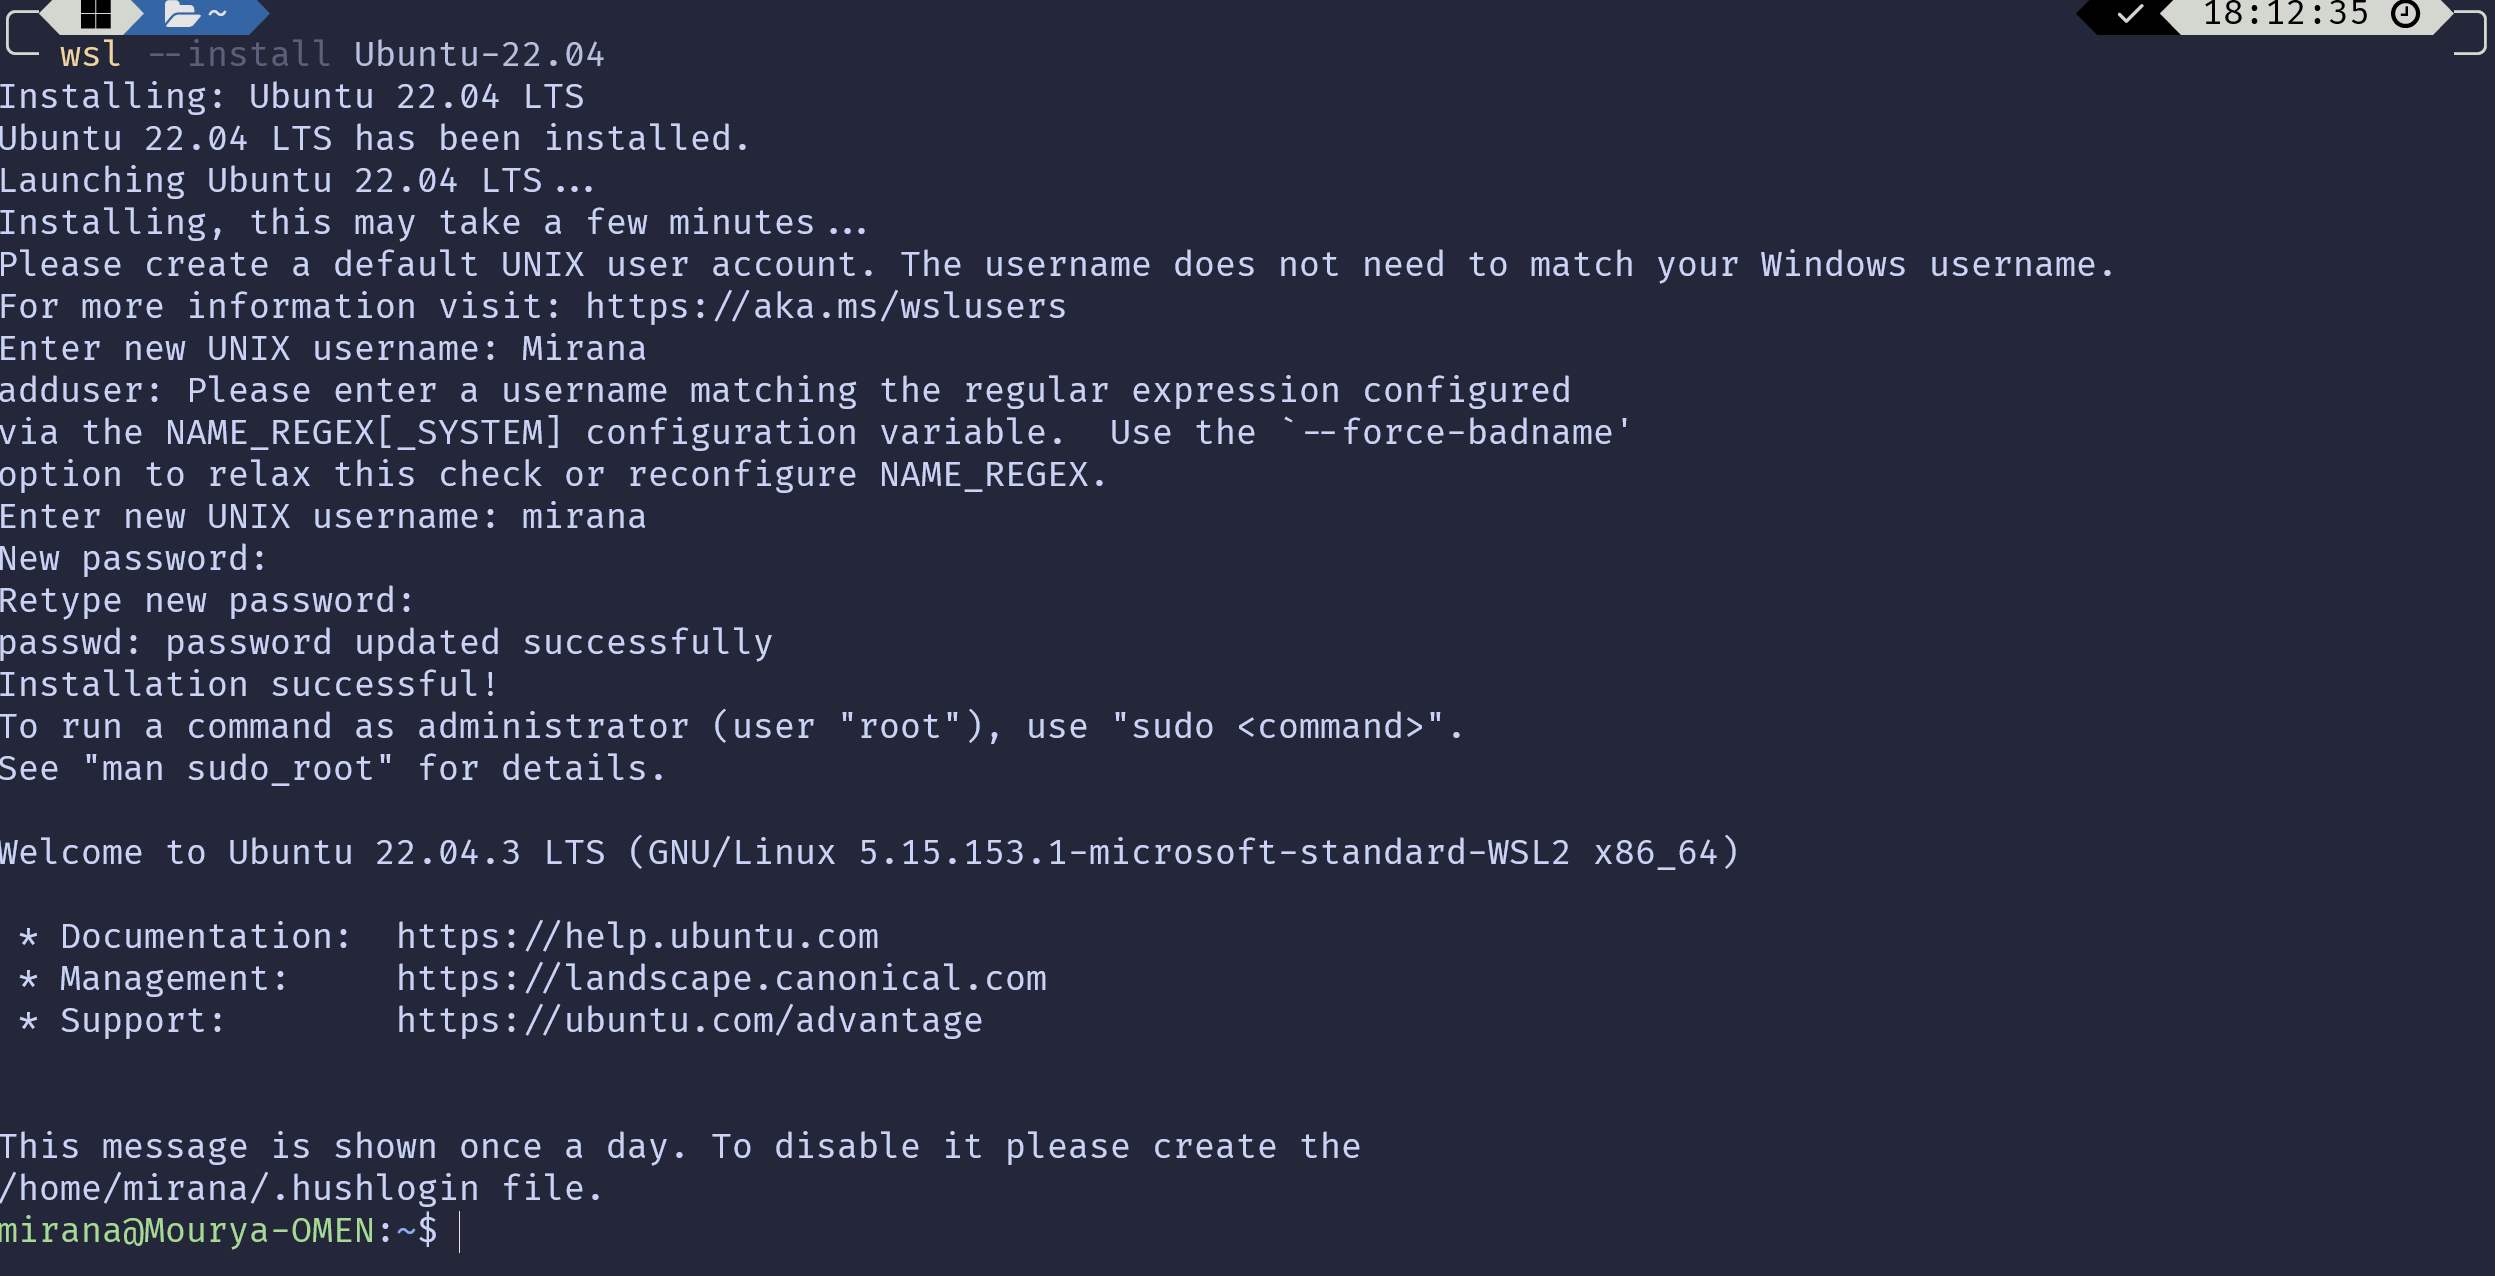 ~ 18:12:35
wsl --install Ubuntu-22.04
Installing: Ubuntu 22.04 LTS
Ubuntu 22.04 LTS has been installed.
Launching Ubuntu 22.04 LTS...
Installing, this may take a few minutes...
Please create a default UNIX user account. The username does not need to match your Windows username.
For more information visit: https://aka.ms/wslusers
Enter new UNIX username: Mirana
adduser: Please enter a username matching the regular expression configured
via the NAME_REGEX[_SYSTEM] configuration variable.  Use the `--force-badname'
option to relax this check or reconfigure NAME_REGEX.
Enter new UNIX username: mirana
New password:
Retype new password:
passwd: password updated successfully
Installation successful!
To run a command as administrator (user "root"), use "sudo <command>".
See "man sudo_root" for details.
Welcome to Ubuntu 22.04.3 LTS (GNU/Linux 5.15.153.1-microsoft-standard-WSL2 x86_64)
* Documentation:  https://help.ubuntu.com
* Management:     https://landscape.canonical.com
* Support:        https://ubuntu.com/advantage
This message is shown once a day. To disable it please create the
/home/mirana/.hushlogin file.
mirana@Mourya-OMEN:~$